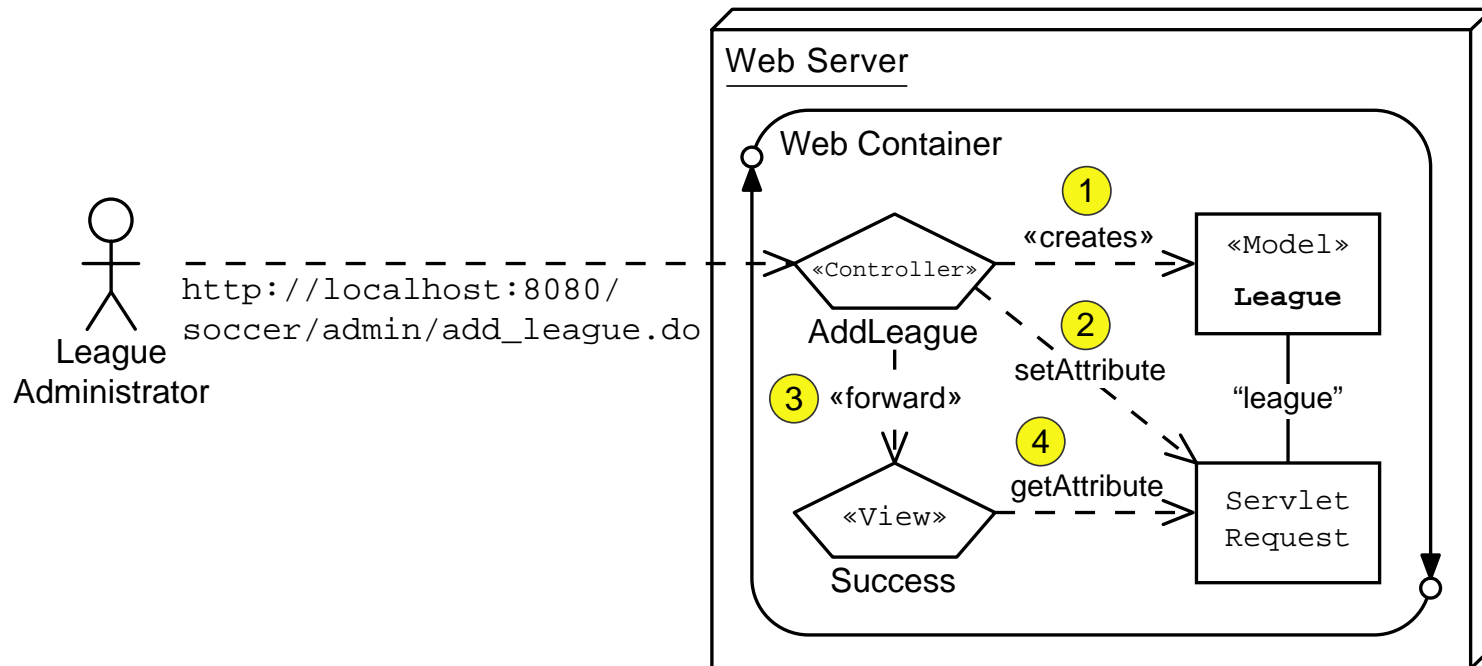 Web Server
Web Container
1
«creates»
«Model»
League
«Controller»
AddLeague
http://localhost:8080/
soccer/admin/add_league.do
League
Administrator
2
setAttribute
3
«forward»
“league”
4
getAttribute
«View»
Success
Servlet
Request